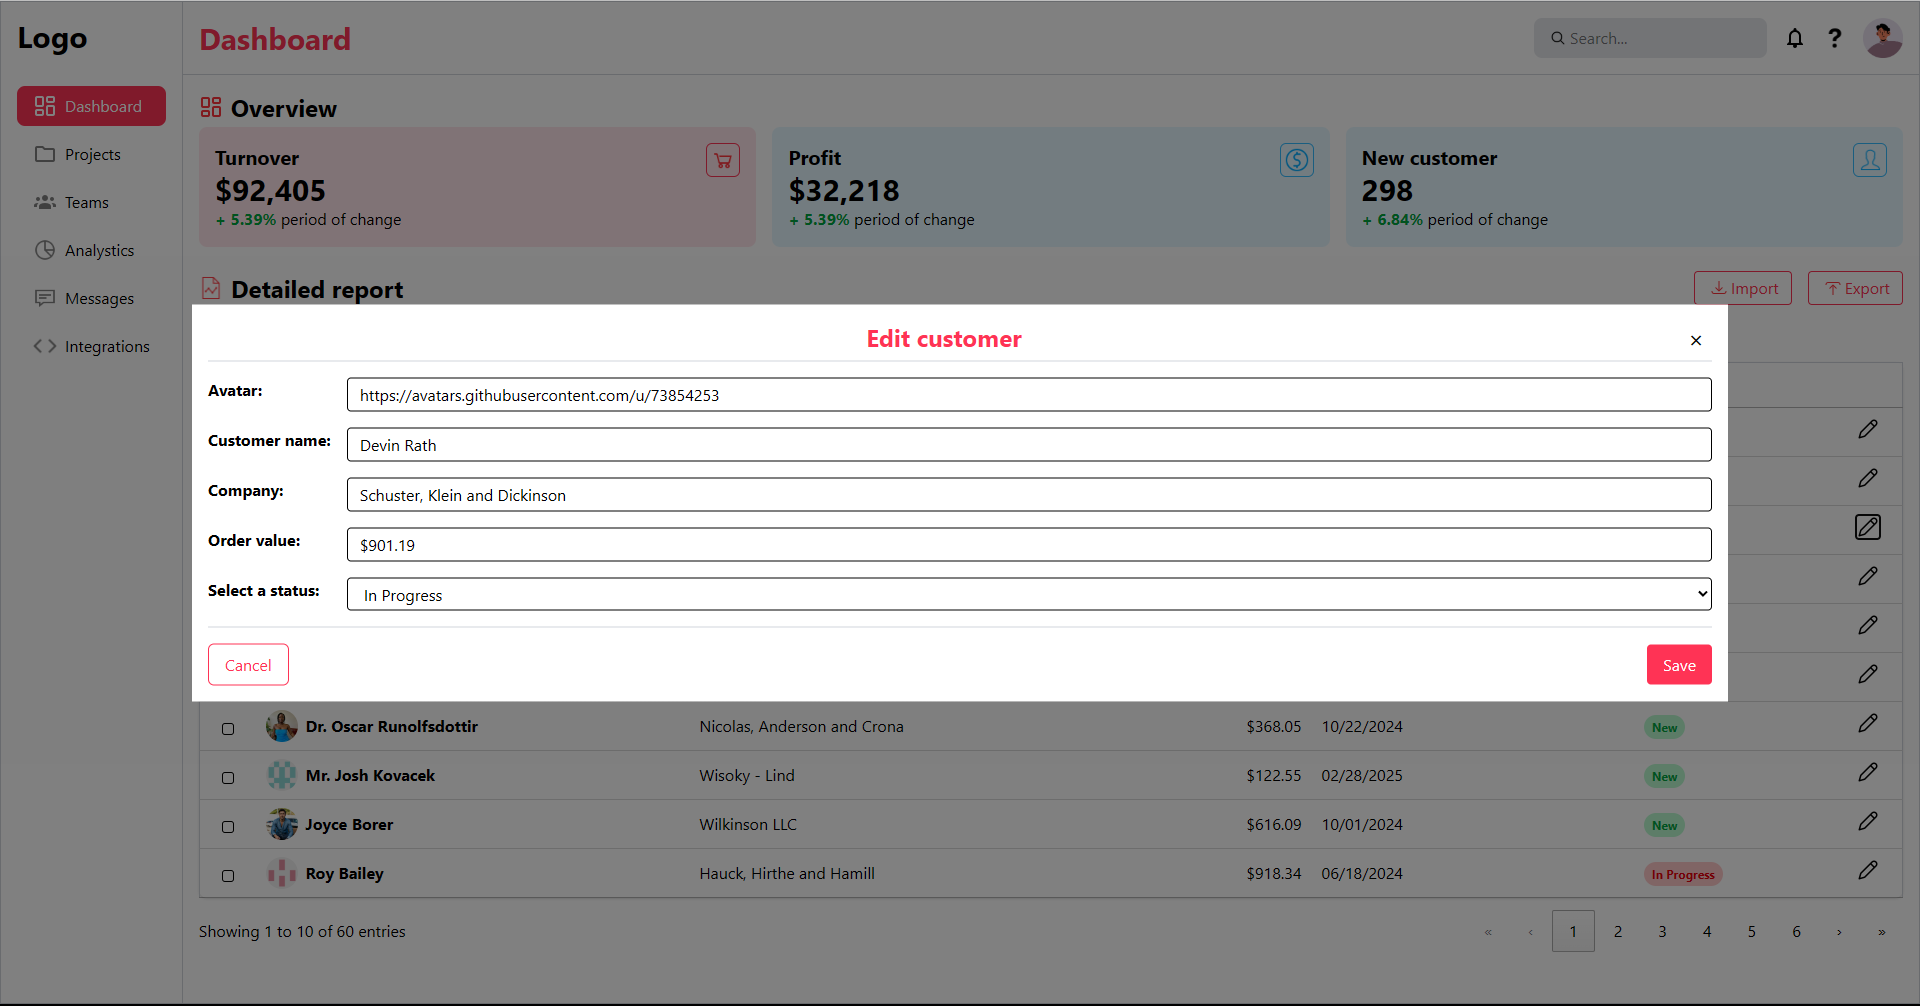 Logo
Dashboard
Search...
?
Dashboard
Projects
Teams
Analystics
Messages
Integrations
Overview
Turnover
$92,405
+ 5.39% period of change
Profit
$32,218
+ 5.39% period of change
New customer
298
+ 6.84% period of change
Detailed report
Import
Export
Edit customer
×
Avatar: https://avatars.githubusercontent.com/u/73854253
Customer name: Devin Rath
Company: Schuster, Klein and Dickinson
Order value: $901.19
Select a status: In Progress
Cancel
Save
Dr. Oscar Runolfsdottir Nicolas, Anderson and Crona $368.05 10/22/2024 New
Mr. Josh Kovacek Wisoky - Lind $122.55 02/28/2025 New
Joyce Borer Wilkinson LLC $616.09 10/01/2024 New
Roy Bailey Hauck, Hirthe and Hamill $918.34 06/18/2024 In Progress
Showing 1 to 10 of 60 entries
« ‹ 1 2 3 4 5 6 › »